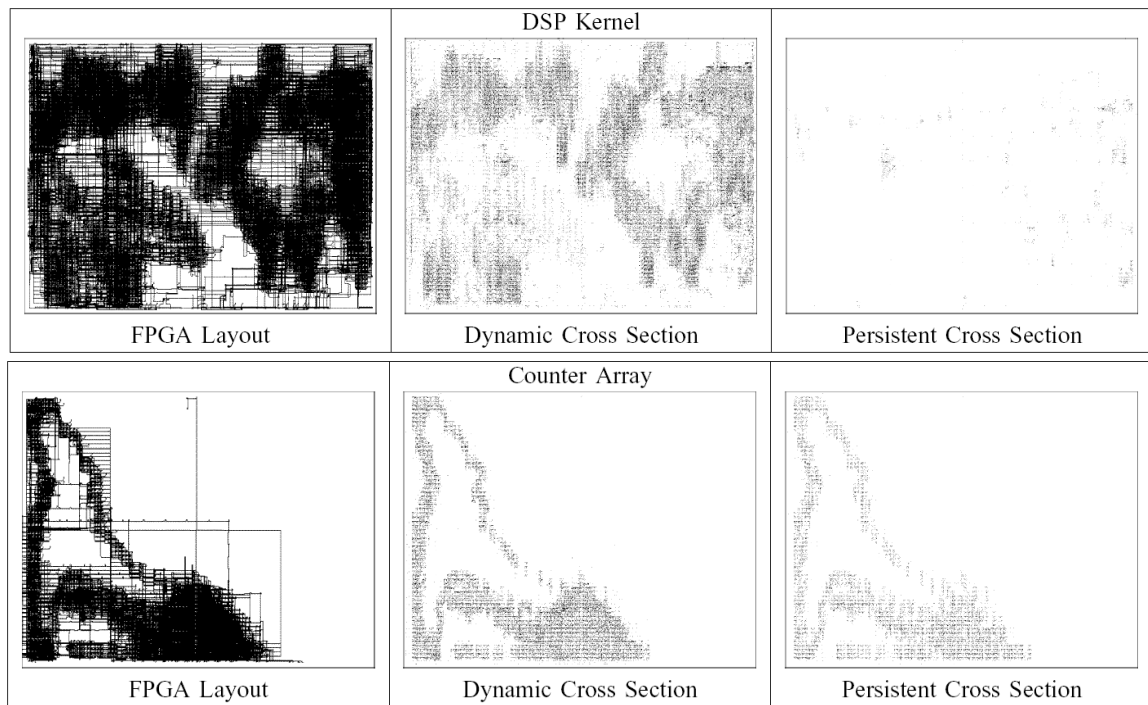 DSP Kernel
FPGA Layout
Dynamic Cross Section
Persistent Cross Section
Counter Array
FPGA Layout
Dynamic Cross Section
Persistent Cross Section